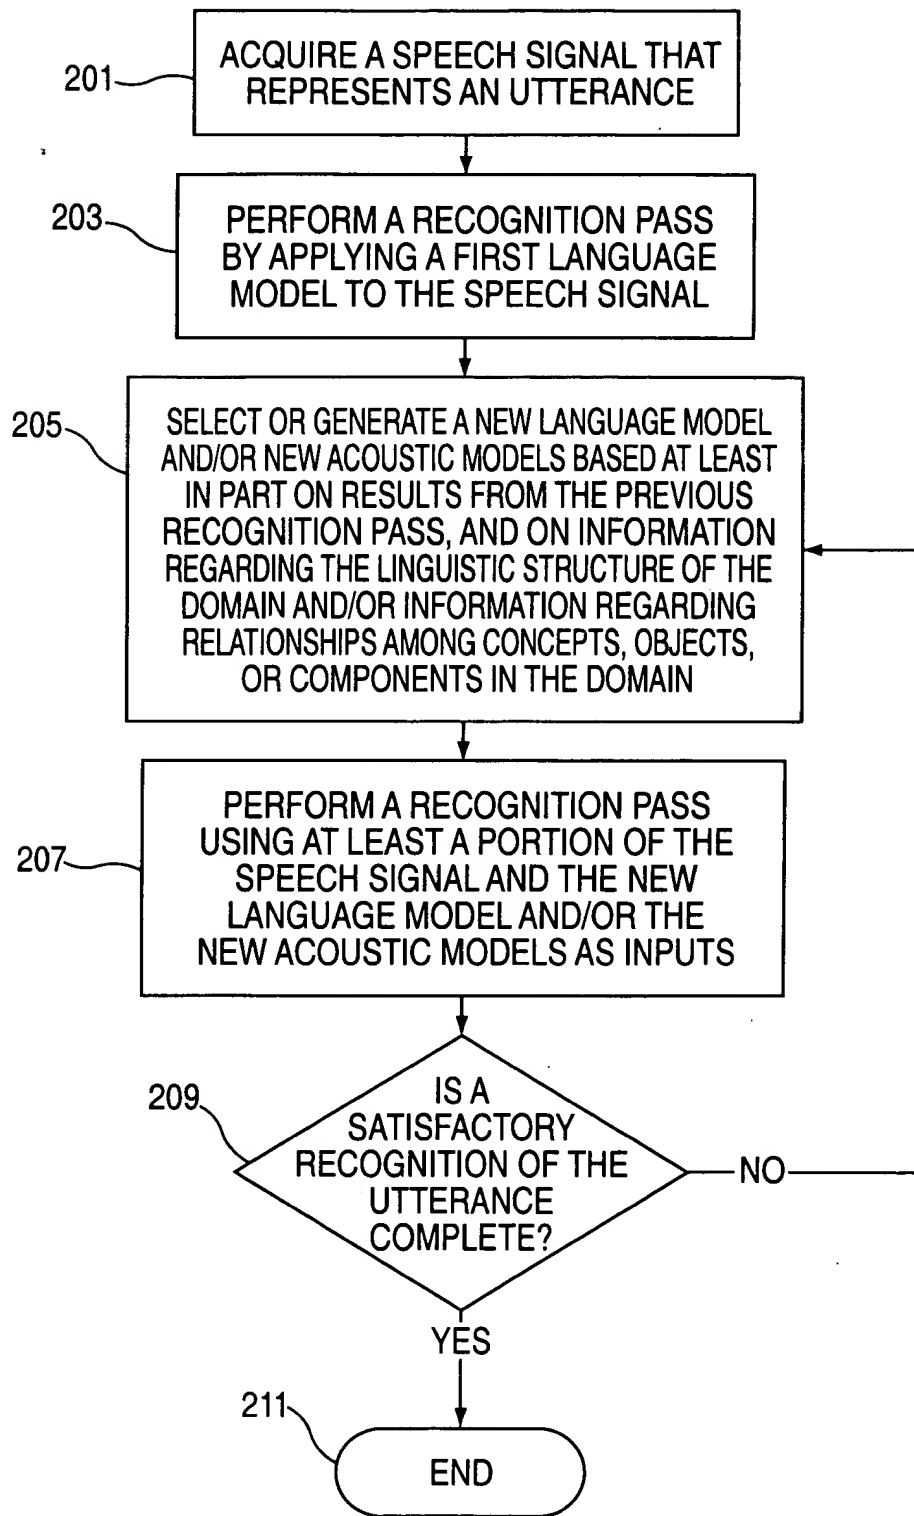 201
ACQUIRE A SPEECH SIGNAL THAT
REPRESENTS AN UTTERANCE
203
PERFORM A RECOGNITION PASS
BY APPLYING A FIRST LANGUAGE
MODEL TO THE SPEECH SIGNAL
205
SELECT OR GENERATE A NEW LANGUAGE MODEL
AND/OR NEW ACOUSTIC MODELS BASED AT LEAST
IN PART ON RESULTS FROM THE PREVIOUS
RECOGNITION PASS, AND ON INFORMATION
REGARDING THE LINGUISTIC STRUCTURE OF THE
DOMAIN AND/OR INFORMATION REGARDING
RELATIONSHIPS AMONG CONCEPTS, OBJECTS,
OR COMPONENTS IN THE DOMAIN
207
PERFORM A RECOGNITION PASS
USING AT LEAST A PORTION OF THE
SPEECH SIGNAL AND THE NEW
LANGUAGE MODEL AND/OR THE
NEW ACOUSTIC MODELS AS INPUTS
209
IS A
SATISFACTORY
RECOGNITION OF THE
UTTERANCE
COMPLETE?
NO
YES
211
END